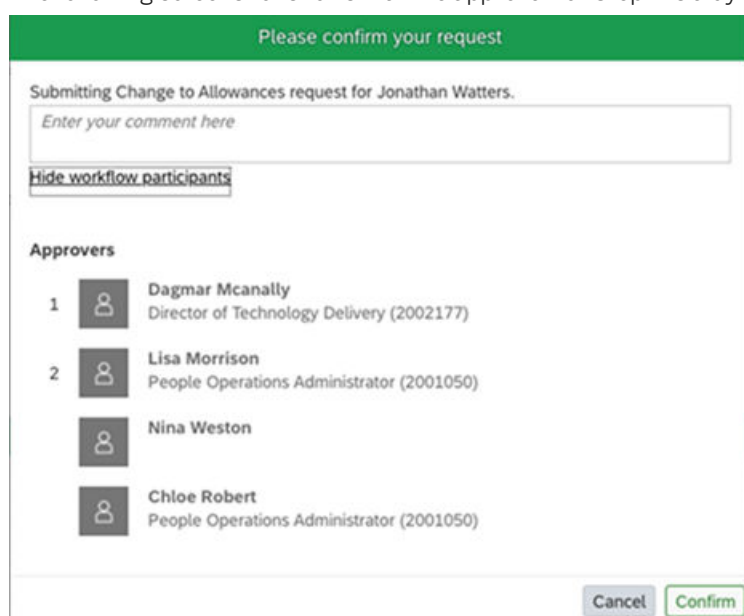 Please confirm your request
Submitting Change to Allowances request for Jonathan Watters.
Enter your comment here
Hide workflow participants
Approvers
1
Dagmar Mcanally
Director of Technology Delivery (2002177)
2
Lisa Morrison
People Operations Administrator (2001050)
Nina Weston
Chloe Robert
People Operations Administrator (2001050)
Cancel Confirm